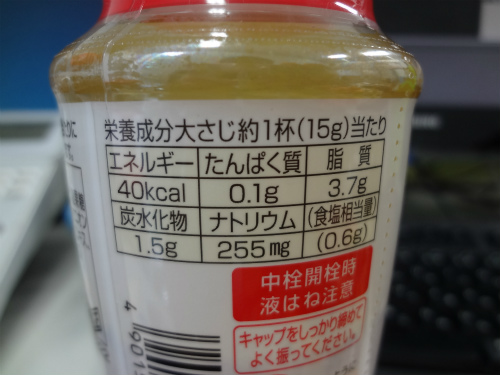 栄養成分大さじ約1杯(15g)当たり
エネルギー たんぱく質 脂質
40kcal 0.1g 3.7g
炭水化物 ナトリウム (食塩相当量)
1.5g 255mg (0.6g)
中栓開栓時
液はね注意
キャップをしっかり締めて
よく振ってください。